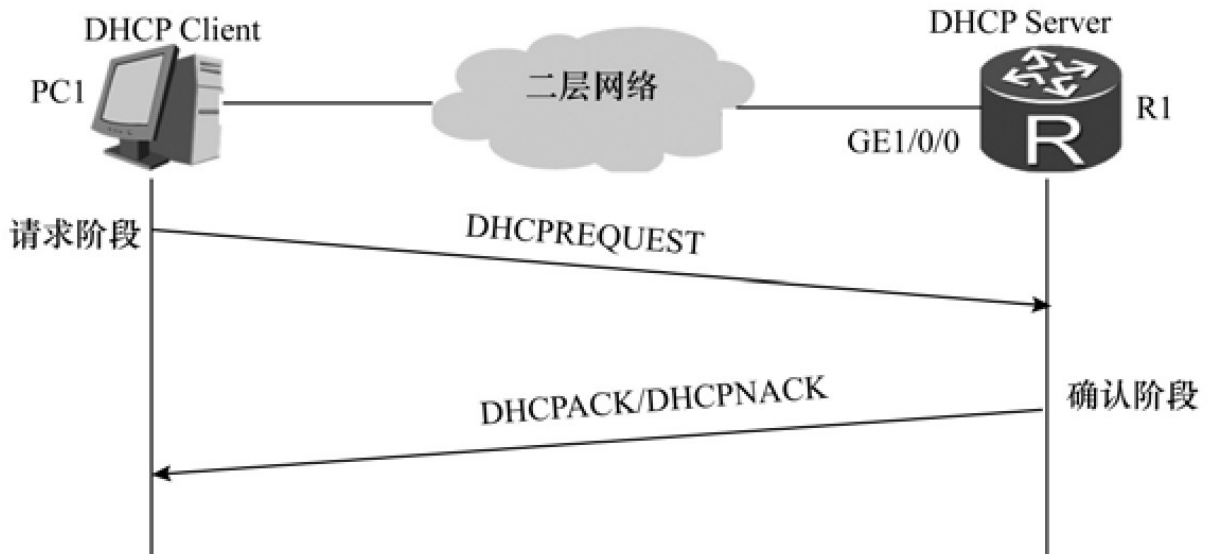 DHCP Client
DHCP Server
PC1
二层网络
R1
GE1/0/0
R
请求阶段
DHCPREQUEST
DHCPACK/DHCPNACK
确认阶段